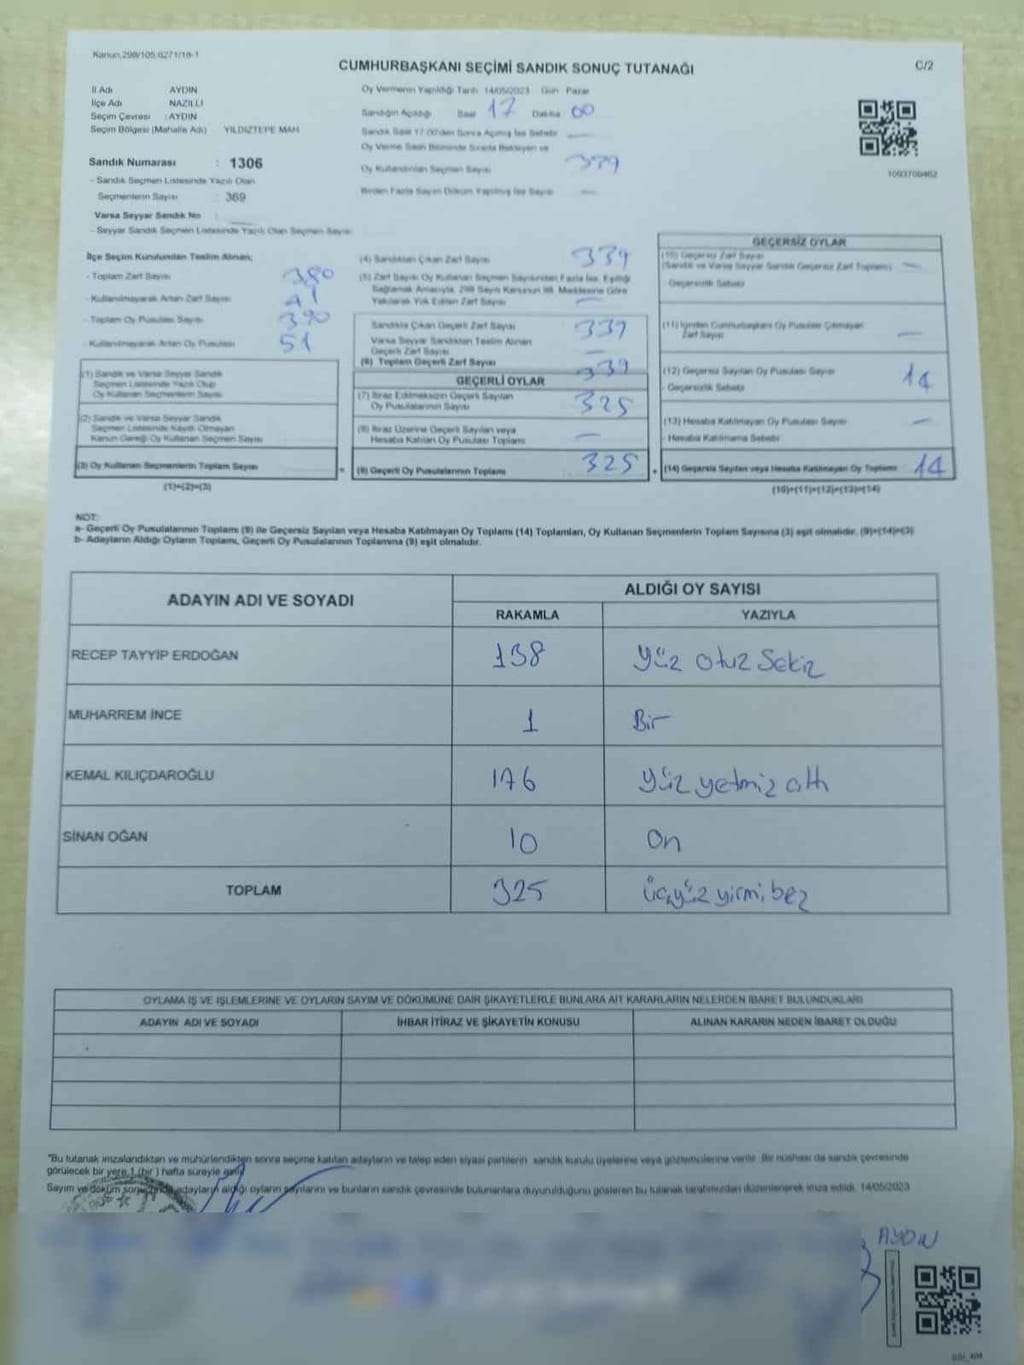 Kanun.298/105,6271/18-1
CUMHURBAŞKANI SEÇİMİ SANDIK SONUÇ TUTANAĞI
C/2
İl Adı AYDIN
İlçe Adı NAZİLLİ
Seçim Çevresi : AYDIN
Seçim Bölgesi (Mahalle Adı) YILDIZTEPE MAH.
Sandık Numarası : 1306
- Sandık Seçmen Listesinde Yazılı Olan
Seçmenlerin Sayısı : 369
Varsa Seyyar Sandık No
- Seyyar Sandık Seçmen Listesinde Yazılı Olan Seçmen Sayısı
Oy Vermenin Yapıldığı Tarih 14/05/2023 Gün Pazar
Sandığın Açıldığı Saat 17 Dakika 00
Sandık Saat 17.00'den Sonra Açılmış İse Sebebi
Oy Verme Saati Bitiminde Sırada Bekleyen ve
Oy Kullandırılan Seçmen Sayısı 339
Birden Fazla Sayım Döküm Yapılmış İse Sayısı
1093709462
İlçe Seçim Kurulundan Teslim Alınan;
- Toplam Zarf Sayısı 380
- Kullanılmayarak Artan Zarf Sayısı 41
- Toplam Oy Pusulası Sayısı 390
- Kullanılmayarak Artan Oy Pusulası 51
(1) Sandık ve Varsa Seyyar Sandık
Seçmen Listesinde Yazılı Olup
Oy Kullanan Seçmenlerin Sayısı
(2) Sandık ve Varsa Seyyar Sandık
Seçmen Listesinde Kayıtlı Olmayan
Kanun Gereği Oy Kullanan Seçmen Sayısı
(3) Oy Kullanan Seçmenlerin Toplam Sayısı
(1)+(2)=(3)
(4) Sandıktan Çıkan Zarf Sayısı 339
(5) Zarf Sayısı Oy Kullanan Seçmen Sayısından Fazla İse, Eşitliği
Sağlamak Amacıyla, 298 Sayılı Kanunun 98. Maddesine Göre
Yakılarak Yok Edilen Zarf Sayısı
Sandıkta Çıkan Geçerli Zarf Sayısı 339
Varsa Seyyar Sandıktan Teslim Alınan
Geçerli Zarf Sayısı
(6) Toplam Geçerli Zarf Sayısı 339
GEÇERLİ OYLAR
(7) İtiraz Edilmeksizin Geçerli Sayılan
Oy Pusulalarının Sayısı 325
(8) İtiraz Üzerine Geçerli Sayılan veya
Hesaba Katılan Oy Pusulası Toplamı
= (9) Geçerli Oy Pusulalarının Toplamı 325
GEÇERSİZ OYLAR
(10) Geçersiz Zarf Sayısı
(Sandık ve Varsa Seyyar Sandık Geçersiz Zarf Toplamı)
- Geçersizlik Sebebi
(11) İçinden Cumhurbaşkanı Oy Pusulası Çıkmayan
Zarf Sayısı
(12) Geçersiz Sayılan Oy Pusulası Sayısı 14
- Geçersizlik Sebebi
(13) Hesaba Katılmayan Oy Pusulası Sayısı
- Hesaba Katılmama Sebebi
+ (14) Geçersiz Sayılan veya Hesaba Katılmayan Oy Toplamı 14
(10)+(11)+(12)+(13)=(14)
NOT:
a- Geçerli Oy Pusulalarının Toplamı (9) ile Geçersiz Sayılan veya Hesaba Katılmayan Oy Toplamı (14) Toplamları, Oy Kullanan Seçmenlerin Toplam Sayısına (3) eşit olmalıdır. (9)+(14)=(3)
b- Adayların Aldığı Oyların Toplamı, Geçerli Oy Pusulalarının Toplamına (9) eşit olmalıdır.
ADAYIN ADI VE SOYADI
ALDIĞI OY SAYISI
RAKAMLA YAZIYLA
RECEP TAYYİP ERDOĞAN 138 Yüz otuz sekiz
MUHARREM İNCE 1 Bir
KEMAL KILIÇDAROĞLU 176 Yüz yetmiz altı
SİNAN OĞAN 10 On
TOPLAM 325 Üçyüz yirmi bez
OYLAMA İŞ VE İŞLEMLERİNE VE OYLARIN SAYIM VE DÖKÜMÜNE DAİR ŞİKAYETLERLE BUNLARA AİT KARARLARIN NELERDEN İBARET BULUNDUKLARI
ADAYIN ADI VE SOYADI İHBAR İTİRAZ VE ŞİKAYETİN KONUSU ALINAN KARARIN NEDEN İBARET OLDUĞU
*Bu tutanak imzalandıktan ve mühürlendikten sonra seçime katılan adayların ve talep eden siyasi partilerin sandık kurulu üyelerine veya gözlemcilerine verilir. Bir nüshası da sandık çevresinde
görülecek bir yere 1 (bir) hafta süreyle asılır.
Sayım ve döküm sonucunda adayların aldığı oyların sayılarını ve bunların sandık çevresinde bulunanlara duyurulduğunu gösteren bu tutanak tarafımızdan düzenlenerek imza edildi. 14/05/2023
AYDIN